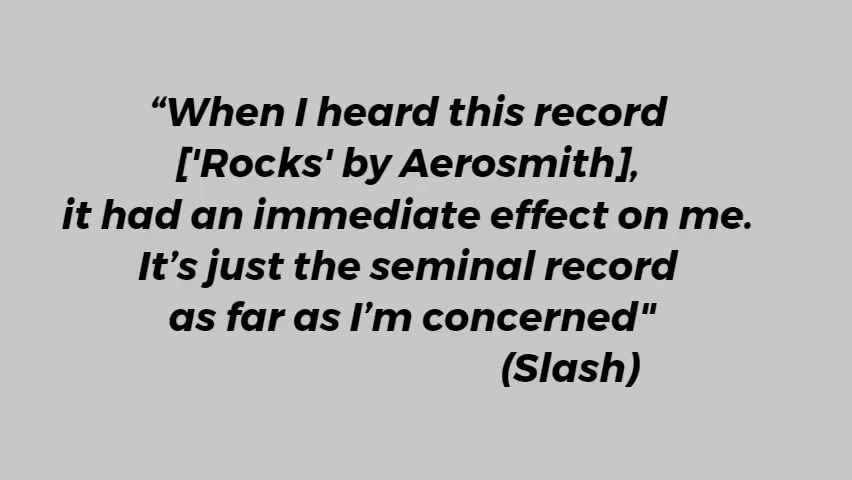 “When I heard this record
['Rocks' by Aerosmith],
it had an immediate effect on me.
It’s just the seminal record
as far as I’m concerned"
(Slash)